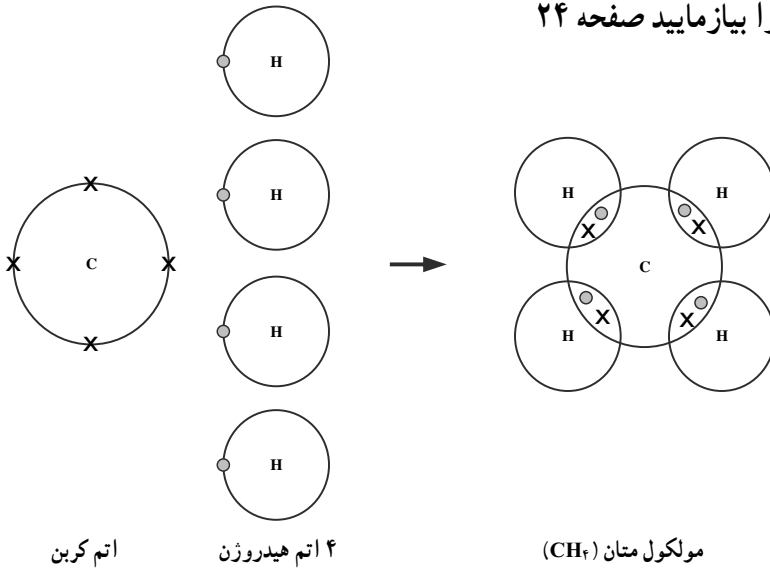 را بیازمایید صفحه ۲۴
H
H
H
H
C
X
X
X
X
H
H
H
H
C
X
X
X
X
اتم کربن
۴ اتم هیدروژن
مولکول متان (CH۴)